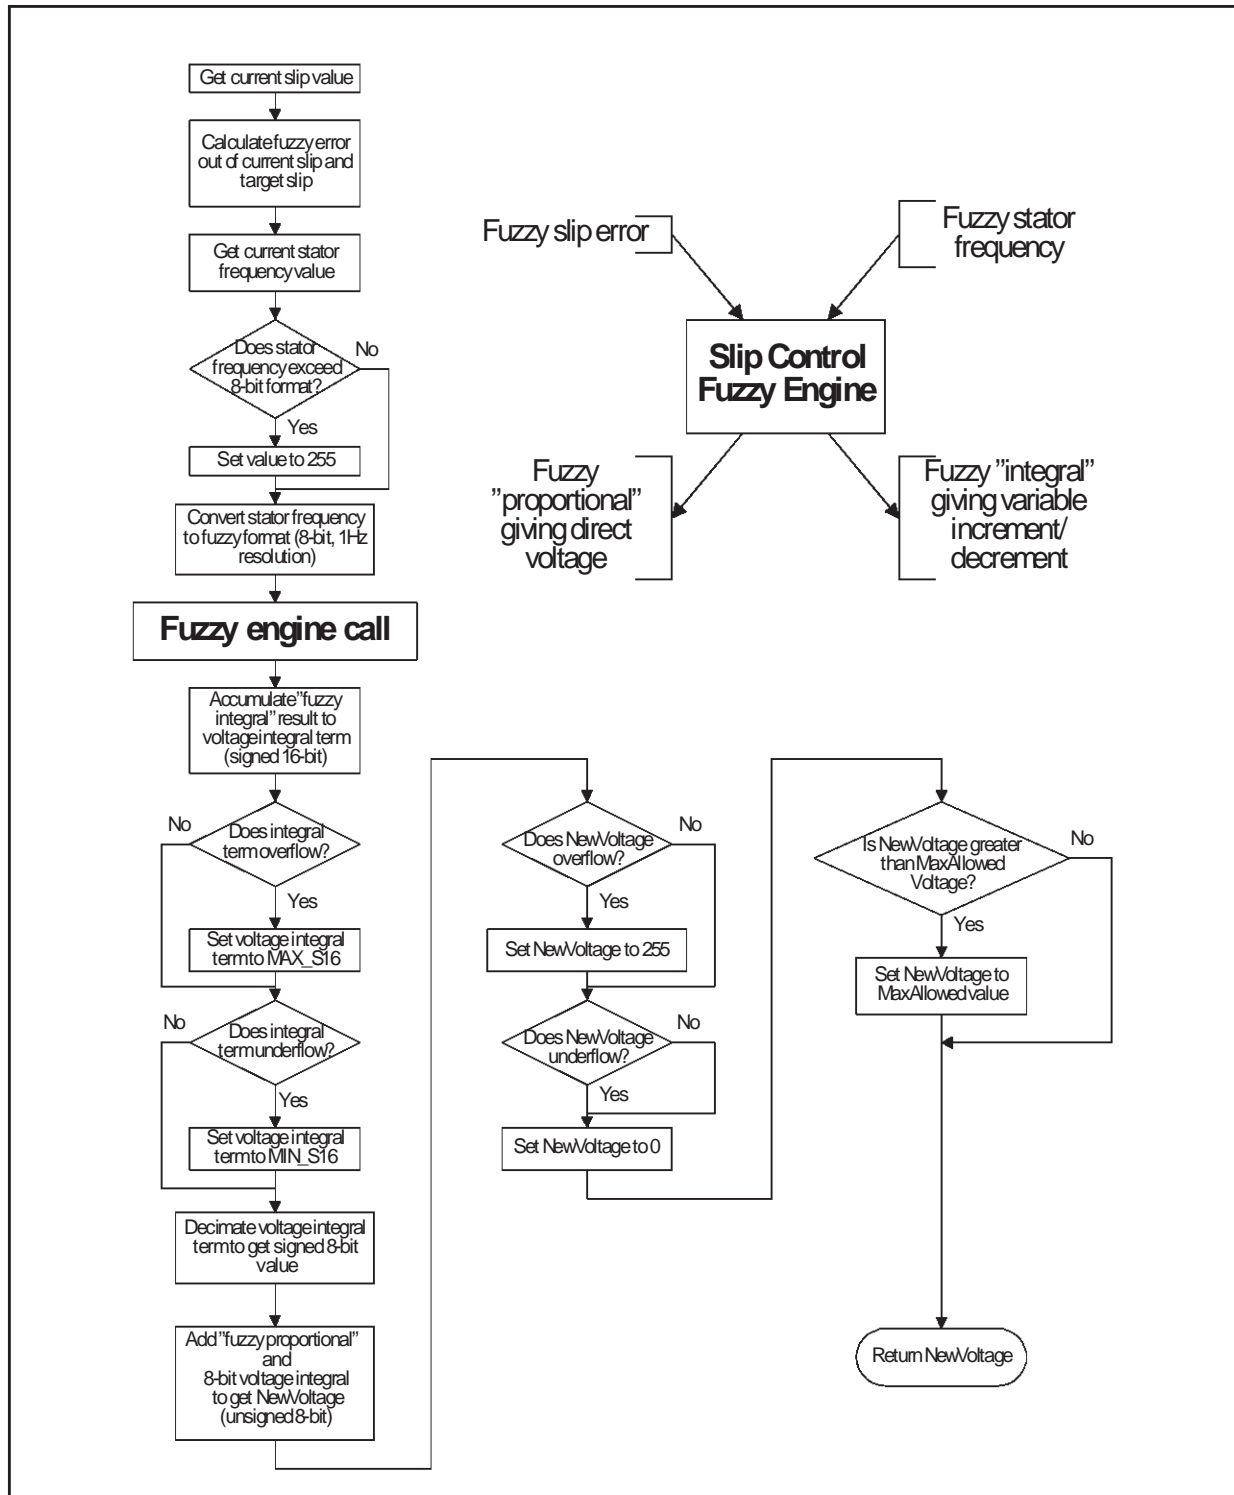 Get current slip value
Calculate fuzzy error
out of current slip and
target slip
Get current stator
frequency value
Does stator
frequency exceed
8-bit format?
No
Yes
Set value to 255
Convert stator frequency
to fuzzy format (8-bit, 1Hz
resolution)
Fuzzy engine call
Accumulate "fuzzy
integral" result to
voltage integral term
(signed 16-bit)
Does integral
term overflow?
No
Yes
Set voltage integral
term to MAX_S16
Does integral
term underflow?
No
Yes
Set voltage integral
term to MIN_S16
Decimate voltage integral
term to get signed 8-bit
value
Add "fuzzy proportional"
and
8-bit voltage integral
to get NewVoltage
(unsigned 8-bit)
Fuzzy slip error
Fuzzy stator
frequency
Slip Control
Fuzzy Engine
Fuzzy
"proportional"
giving direct
voltage
Fuzzy "integral"
giving variable
increment/
decrement
Does NewVoltage
overflow?
No
Yes
Set NewVoltage to 255
Does NewVoltage
underflow?
No
Yes
Set NewVoltage to 0
Is NewVoltage greater
than MaxAllowed
Voltage?
No
Yes
Set NewVoltage to
MaxAllowed value
Return NewVoltage